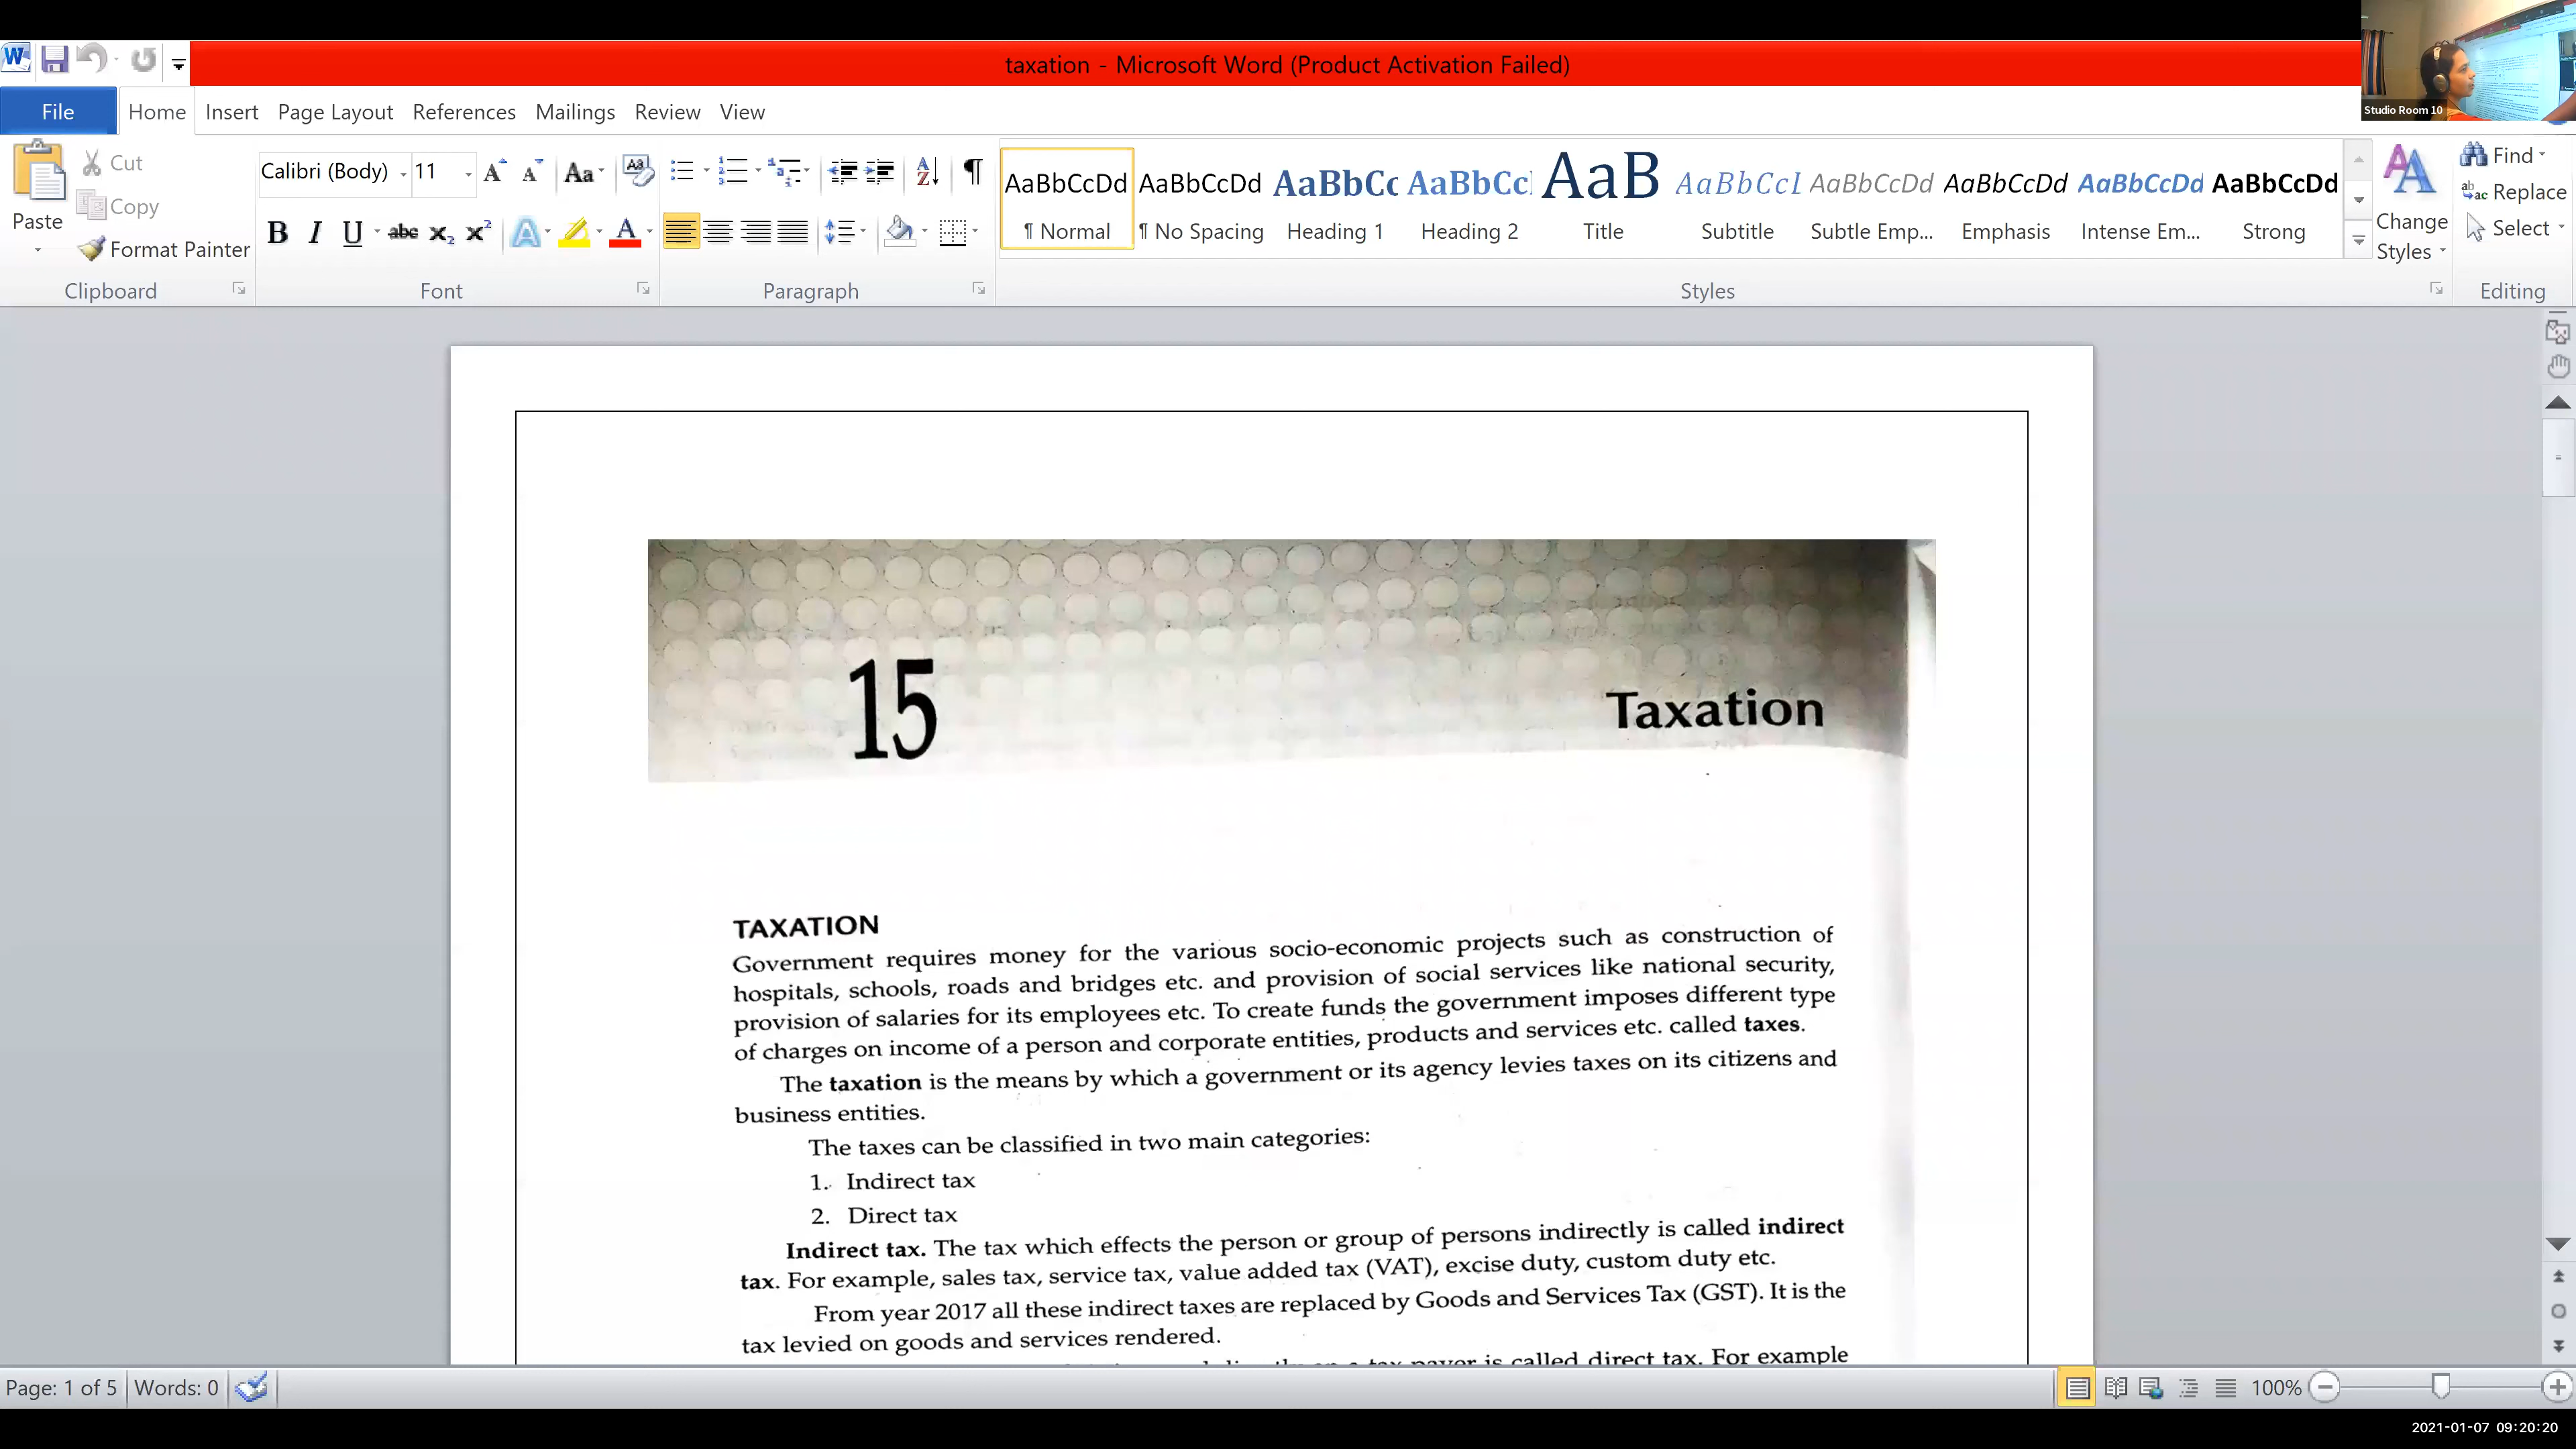 taxation - Microsoft Word (Product Activation Failed)
Studio Room 10
File Home Insert Page Layout References Mailings Review View
Paste
Cut
Copy
Format Painter
Clipboard
Calibri (Body) 11
Font
Paragraph
AaBbCcDd AaBbCcDd AaBbCc AaBbCc AaB AaBbCcL AaBbCcDd AaBbCcDd AaBbCcDd AaBbCcDd
¶ Normal ¶ No Spacing Heading 1 Heading 2 Title Subtitle Subtle Emp... Emphasis Intense Em... Strong
Styles
Change
Styles
Find
Replace
Select
Editing
15
Taxation
TAXATION
Government requires money for the various socio-economic projects such as construction of
hospitals, schools, roads and bridges etc. and provision of social services like national security,
provision of salaries for its employees etc. To create funds the government imposes different type
of charges on income of a person and corporate entities, products and services etc. called taxes.
The taxation is the means by which a government or its agency levies taxes on its citizens and
business entities.
The taxes can be classified in two main categories:
1. Indirect tax
2. Direct tax
Indirect tax. The tax which effects the person or group of persons indirectly is called indirect
tax. For example, sales tax, service tax, value added tax (VAT), excise duty, custom duty etc.
From year 2017 all these indirect taxes are replaced by Goods and Services Tax (GST). It is the
tax levied on goods and services rendered.
is called direct tax. For example
Page: 1 of 5 Words: 0
100%
2021-01-07 09:20:20